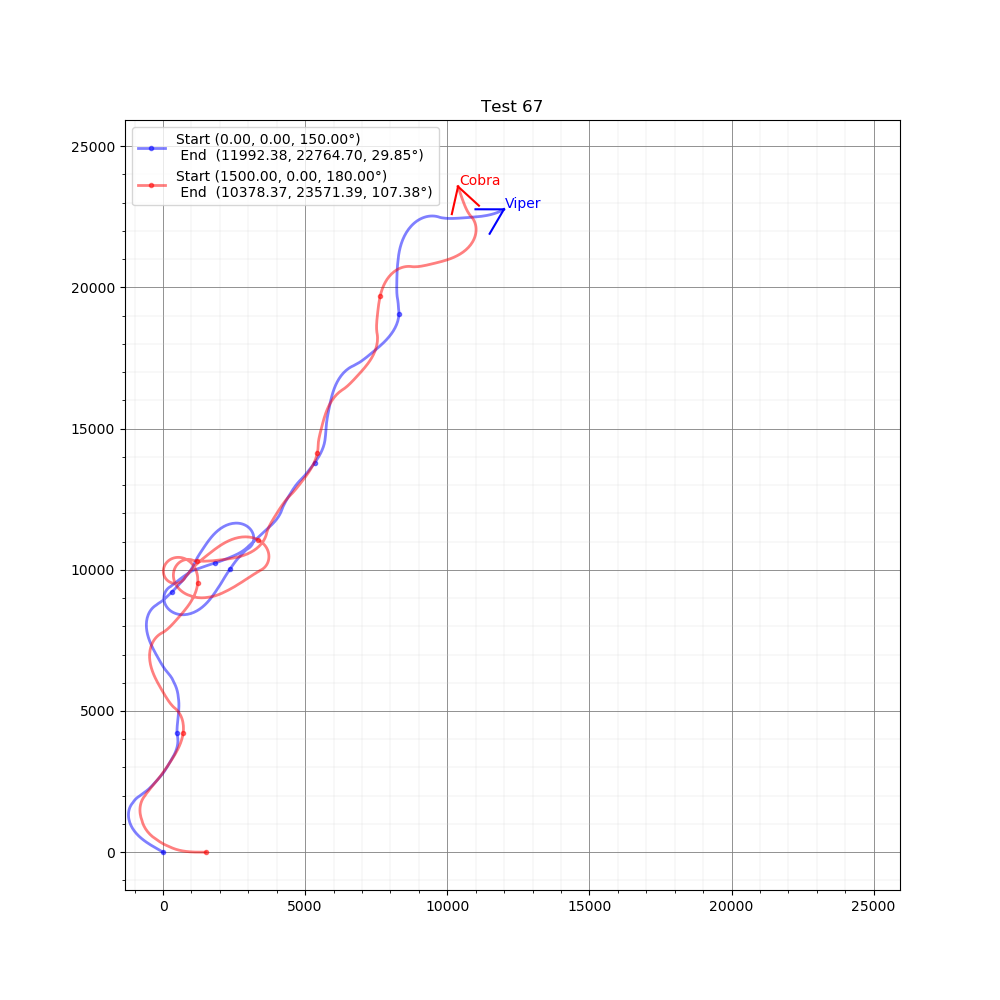 Test 67
Start (0.00, 0.00, 150.00°)
End (11992.38, 22764.70, 29.85°)
Start (1500.00, 0.00, 180.00°)
End (10378.37, 23571.39, 107.38°)
Cobra
Viper
25000
20000
15000
10000
5000
0
0 5000 10000 15000 20000 25000